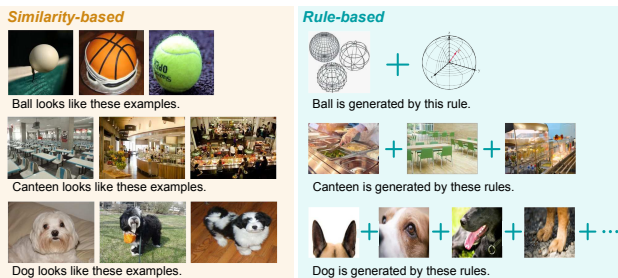 Similarity-based
Rule-based
Ball looks like these examples.
Ball is generated by this rule.
Canteen looks like these examples.
Canteen is generated by these rules.
Dog looks like these examples.
Dog is generated by these rules.